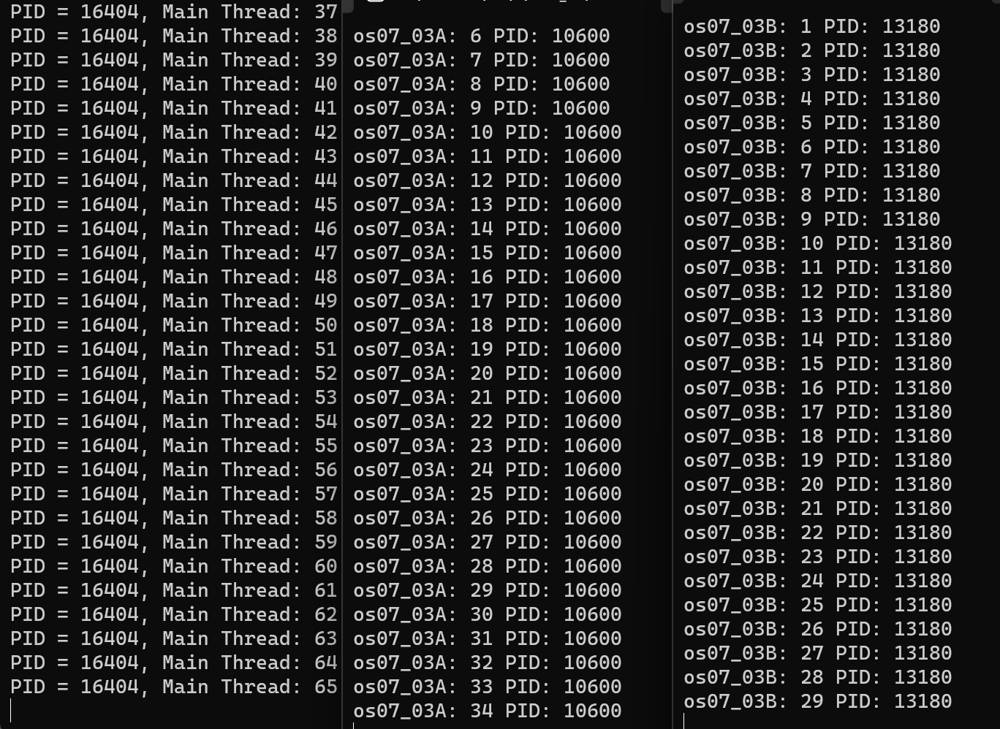 PID = 16404, Main Thread: 37
PID = 16404, Main Thread: 38
PID = 16404, Main Thread: 39
PID = 16404, Main Thread: 40
PID = 16404, Main Thread: 41
PID = 16404, Main Thread: 42
PID = 16404, Main Thread: 43
PID = 16404, Main Thread: 44
PID = 16404, Main Thread: 45
PID = 16404, Main Thread: 46
PID = 16404, Main Thread: 47
PID = 16404, Main Thread: 48
PID = 16404, Main Thread: 49
PID = 16404, Main Thread: 50
PID = 16404, Main Thread: 51
PID = 16404, Main Thread: 52
PID = 16404, Main Thread: 53
PID = 16404, Main Thread: 54
PID = 16404, Main Thread: 55
PID = 16404, Main Thread: 56
PID = 16404, Main Thread: 57
PID = 16404, Main Thread: 58
PID = 16404, Main Thread: 59
PID = 16404, Main Thread: 60
PID = 16404, Main Thread: 61
PID = 16404, Main Thread: 62
PID = 16404, Main Thread: 63
PID = 16404, Main Thread: 64
PID = 16404, Main Thread: 65
os07_03A: 6 PID: 10600
os07_03A: 7 PID: 10600
os07_03A: 8 PID: 10600
os07_03A: 9 PID: 10600
os07_03A: 10 PID: 10600
os07_03A: 11 PID: 10600
os07_03A: 12 PID: 10600
os07_03A: 13 PID: 10600
os07_03A: 14 PID: 10600
os07_03A: 15 PID: 10600
os07_03A: 16 PID: 10600
os07_03A: 17 PID: 10600
os07_03A: 18 PID: 10600
os07_03A: 19 PID: 10600
os07_03A: 20 PID: 10600
os07_03A: 21 PID: 10600
os07_03A: 22 PID: 10600
os07_03A: 23 PID: 10600
os07_03A: 24 PID: 10600
os07_03A: 25 PID: 10600
os07_03A: 26 PID: 10600
os07_03A: 27 PID: 10600
os07_03A: 28 PID: 10600
os07_03A: 29 PID: 10600
os07_03A: 30 PID: 10600
os07_03A: 31 PID: 10600
os07_03A: 32 PID: 10600
os07_03A: 33 PID: 10600
os07_03A: 34 PID: 10600
os07_03B: 1 PID: 13180
os07_03B: 2 PID: 13180
os07_03B: 3 PID: 13180
os07_03B: 4 PID: 13180
os07_03B: 5 PID: 13180
os07_03B: 6 PID: 13180
os07_03B: 7 PID: 13180
os07_03B: 8 PID: 13180
os07_03B: 9 PID: 13180
os07_03B: 10 PID: 13180
os07_03B: 11 PID: 13180
os07_03B: 12 PID: 13180
os07_03B: 13 PID: 13180
os07_03B: 14 PID: 13180
os07_03B: 15 PID: 13180
os07_03B: 16 PID: 13180
os07_03B: 17 PID: 13180
os07_03B: 18 PID: 13180
os07_03B: 19 PID: 13180
os07_03B: 20 PID: 13180
os07_03B: 21 PID: 13180
os07_03B: 22 PID: 13180
os07_03B: 23 PID: 13180
os07_03B: 24 PID: 13180
os07_03B: 25 PID: 13180
os07_03B: 26 PID: 13180
os07_03B: 27 PID: 13180
os07_03B: 28 PID: 13180
os07_03B: 29 PID: 13180